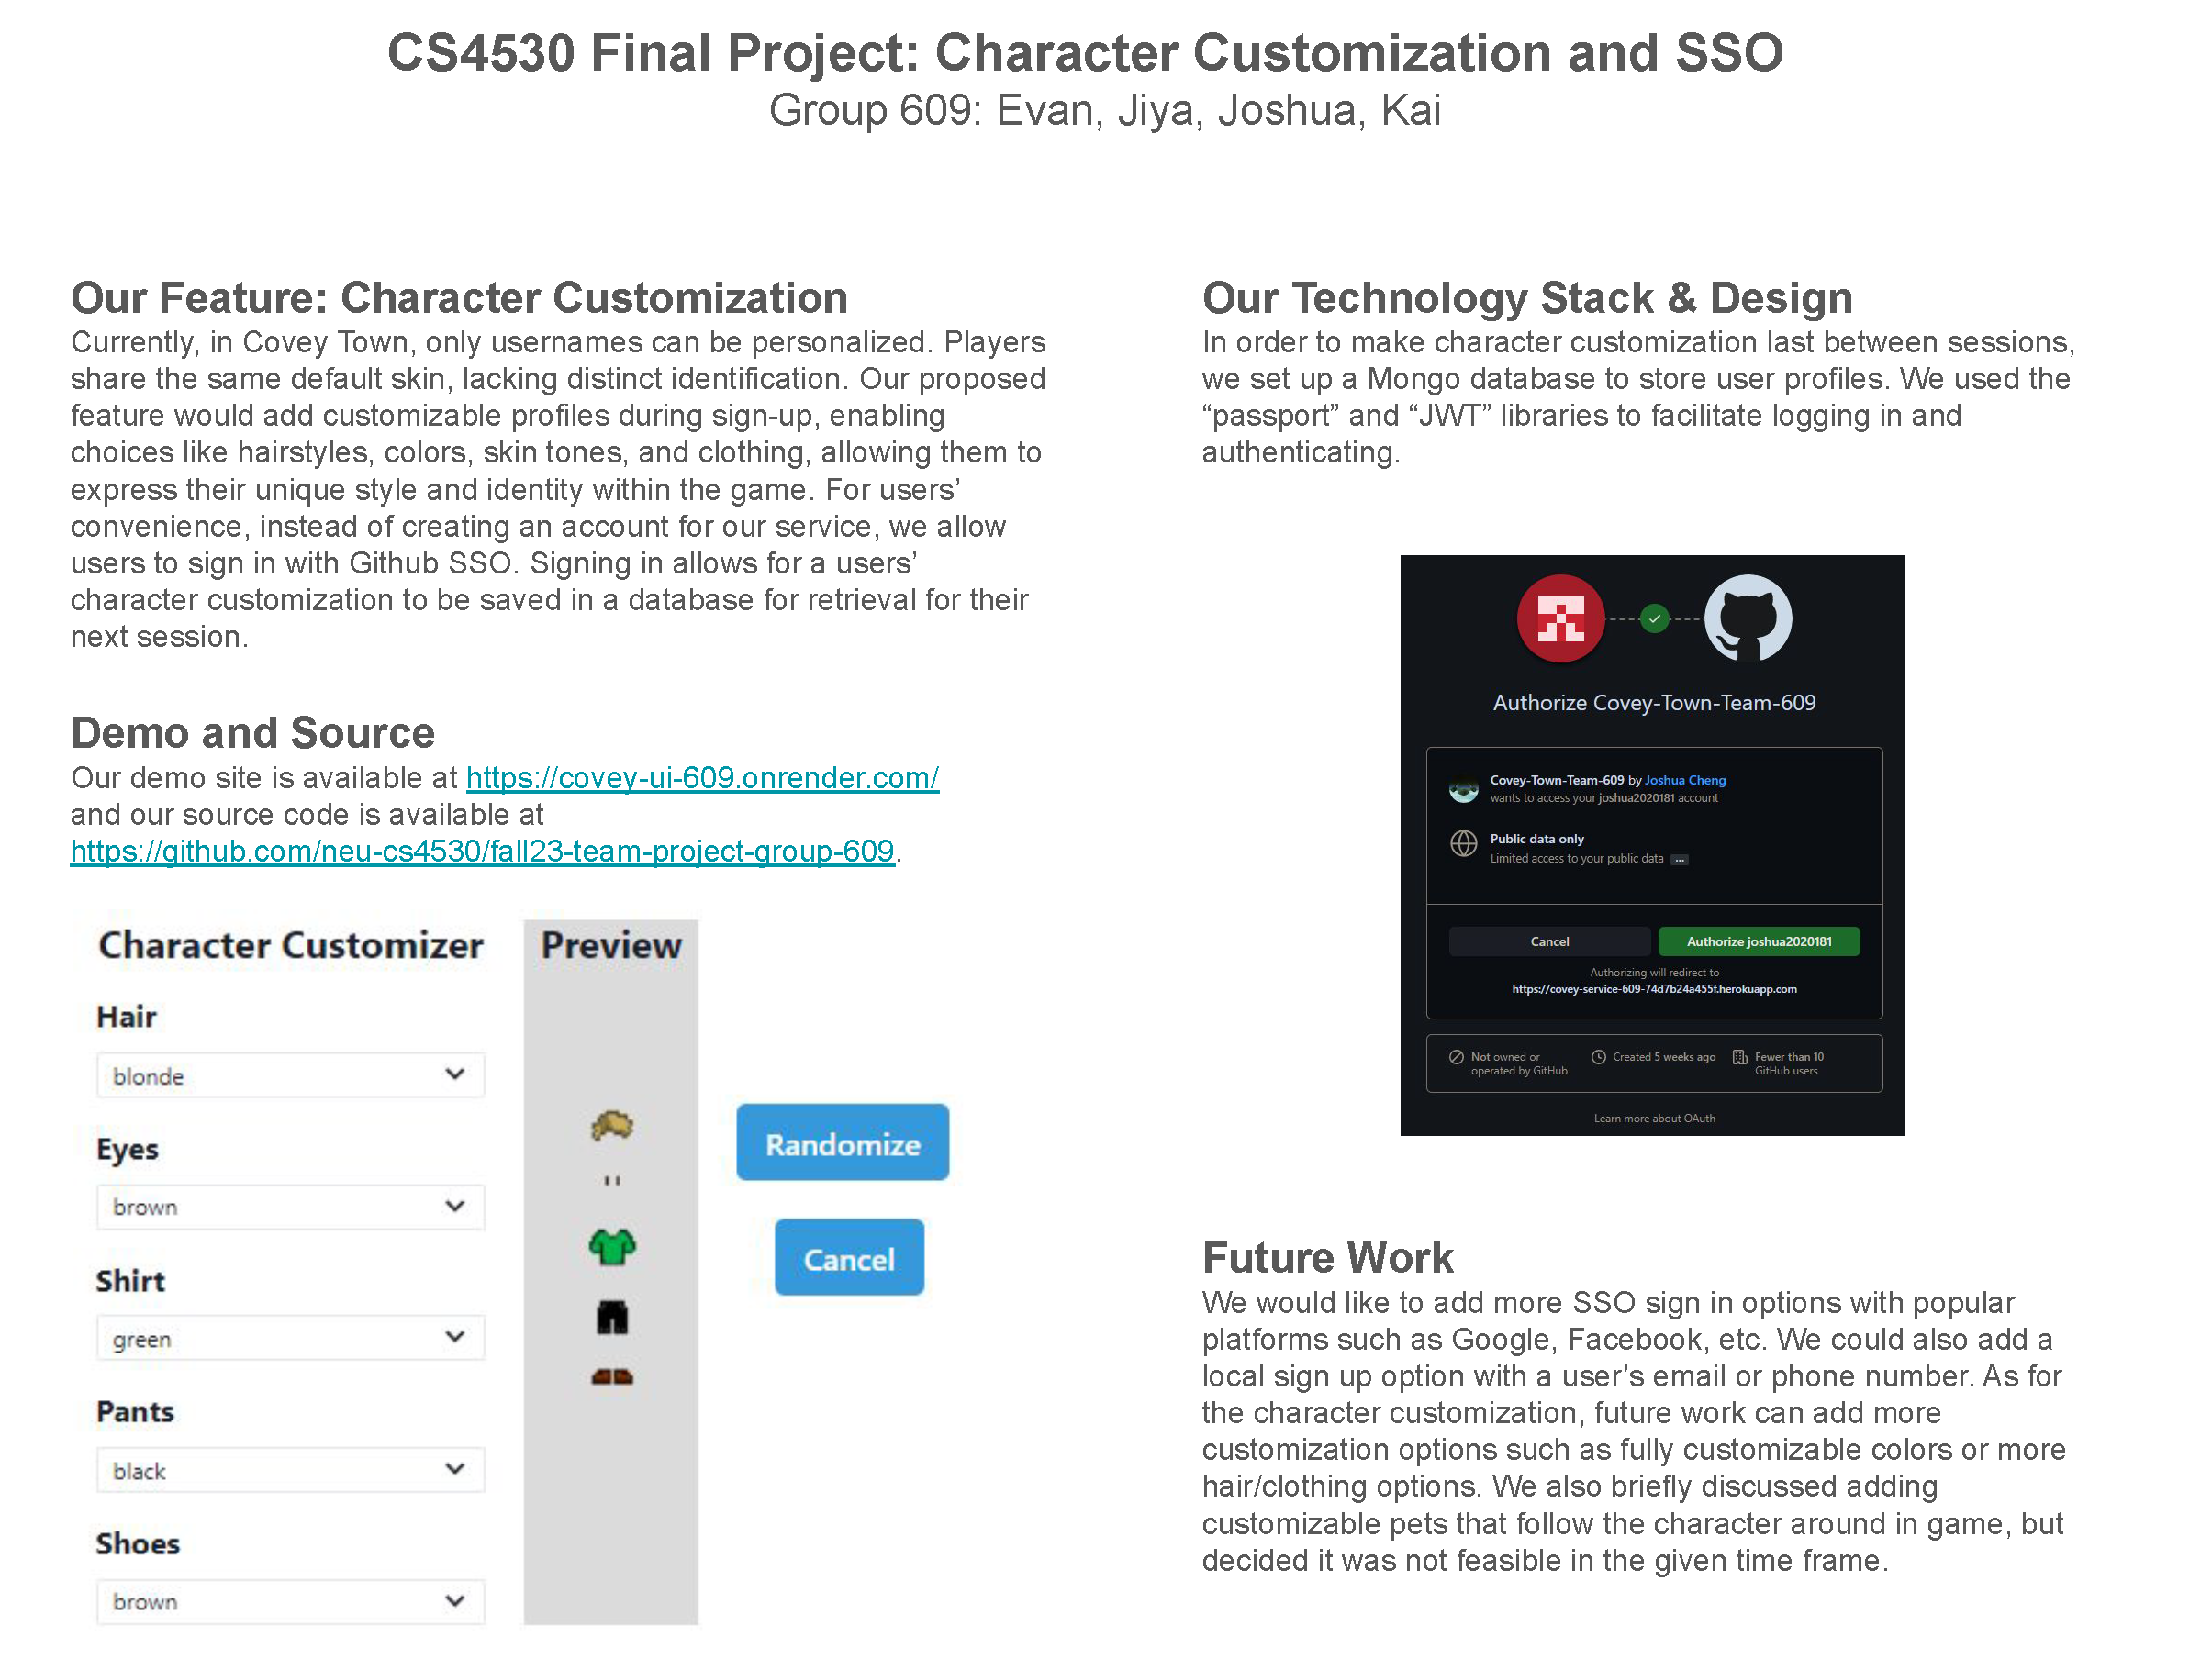 CS4530 Final Project: Character Customization and SSO
Group 609: Evan, Jiya, Joshua, Kai
Our Feature: Character Customization
Currently, in Covey Town, only usernames can be personalized. Players
share the same default skin, lacking distinct identification. Our proposed
feature would add customizable profiles during sign-up, enabling
choices like hairstyles, colors, skin tones, and clothing, allowing them to
express their unique style and identity within the game. For users’
convenience, instead of creating an account for our service, we allow
users to sign in with Github SSO. Signing in allows for a users’
character customization to be saved in a database for retrieval for their
next session.
Demo and Source
Our demo site is available at https://covey-ui-609.onrender.com/
and our source code is available at
https://github.com/neu-cs4530/fall23-team-project-group-609.
Character Customizer
Preview
Hair
blonde
Eyes
brown
Shirt
green
Pants
black
Shoes
brown
Randomize
Cancel
Our Technology Stack & Design
In order to make character customization last between sessions,
we set up a Mongo database to store user profiles. We used the
“passport” and “JWT” libraries to facilitate logging in and
authenticating.
Authorize Covey-Town-Team-609
Covey-Town-Team-609 by Joshua Cheng
wants to access your joshua2020181 account
Public data only
Limited access to your public data ...
Cancel
Authorize joshua2020181
Authorizing will redirect to
https://covey-service-609-74d7b24a455f.herokuapp.com
Not owned or
operated by GitHub
Created 5 weeks ago
Fewer than 10
GitHub users
Learn more about OAuth
Future Work
We would like to add more SSO sign in options with popular
platforms such as Google, Facebook, etc. We could also add a
local sign up option with a user’s email or phone number. As for
the character customization, future work can add more
customization options such as fully customizable colors or more
hair/clothing options. We also briefly discussed adding
customizable pets that follow the character around in game, but
decided it was not feasible in the given time frame.